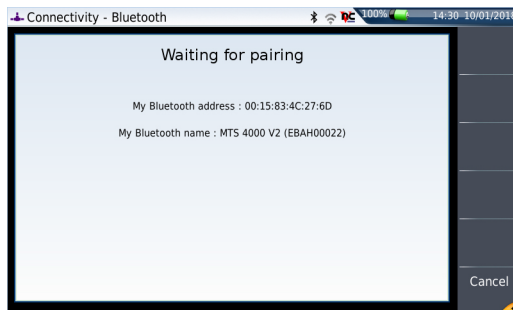 Connectivity - Bluetooth
100%
14:30 10/01/2018
Waiting for pairing
My Bluetooth address : 00:15:83:4C:27:6D
My Bluetooth name : MTS 4000 V2 (EBAH00022)
Cancel